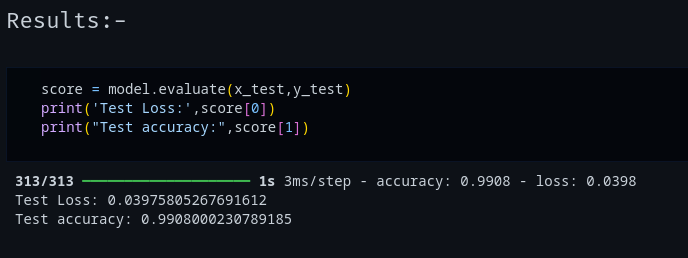 Results:-
score = model.evaluate(x_test,y_test)
print('Test Loss:',score[0])
print("Test accuracy:",score[1])
313/313 ━━━━━━━━━━━━━━━━━━━━ 1s 3ms/step - accuracy: 0.9908 - loss: 0.0398
Test Loss: 0.03975805267691612
Test accuracy: 0.9908000230789185